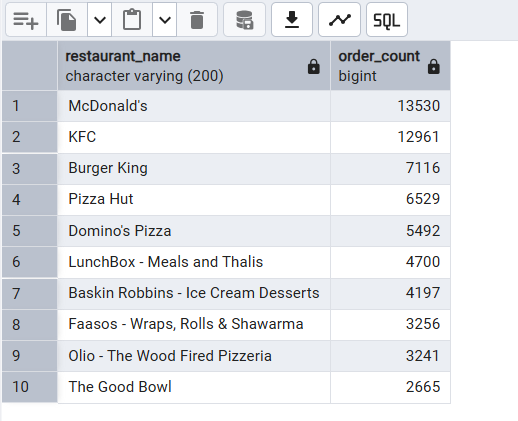 SQL
restaurant_name order_count
character varying (200) bigint
1 McDonald's 13530
2 KFC 12961
3 Burger King 7116
4 Pizza Hut 6529
5 Domino's Pizza 5492
6 LunchBox - Meals and Thalis 4700
7 Baskin Robbins - Ice Cream Desserts 4197
8 Faasos - Wraps, Rolls & Shawarma 3256
9 Olio - The Wood Fired Pizzeria 3241
10 The Good Bowl 2665